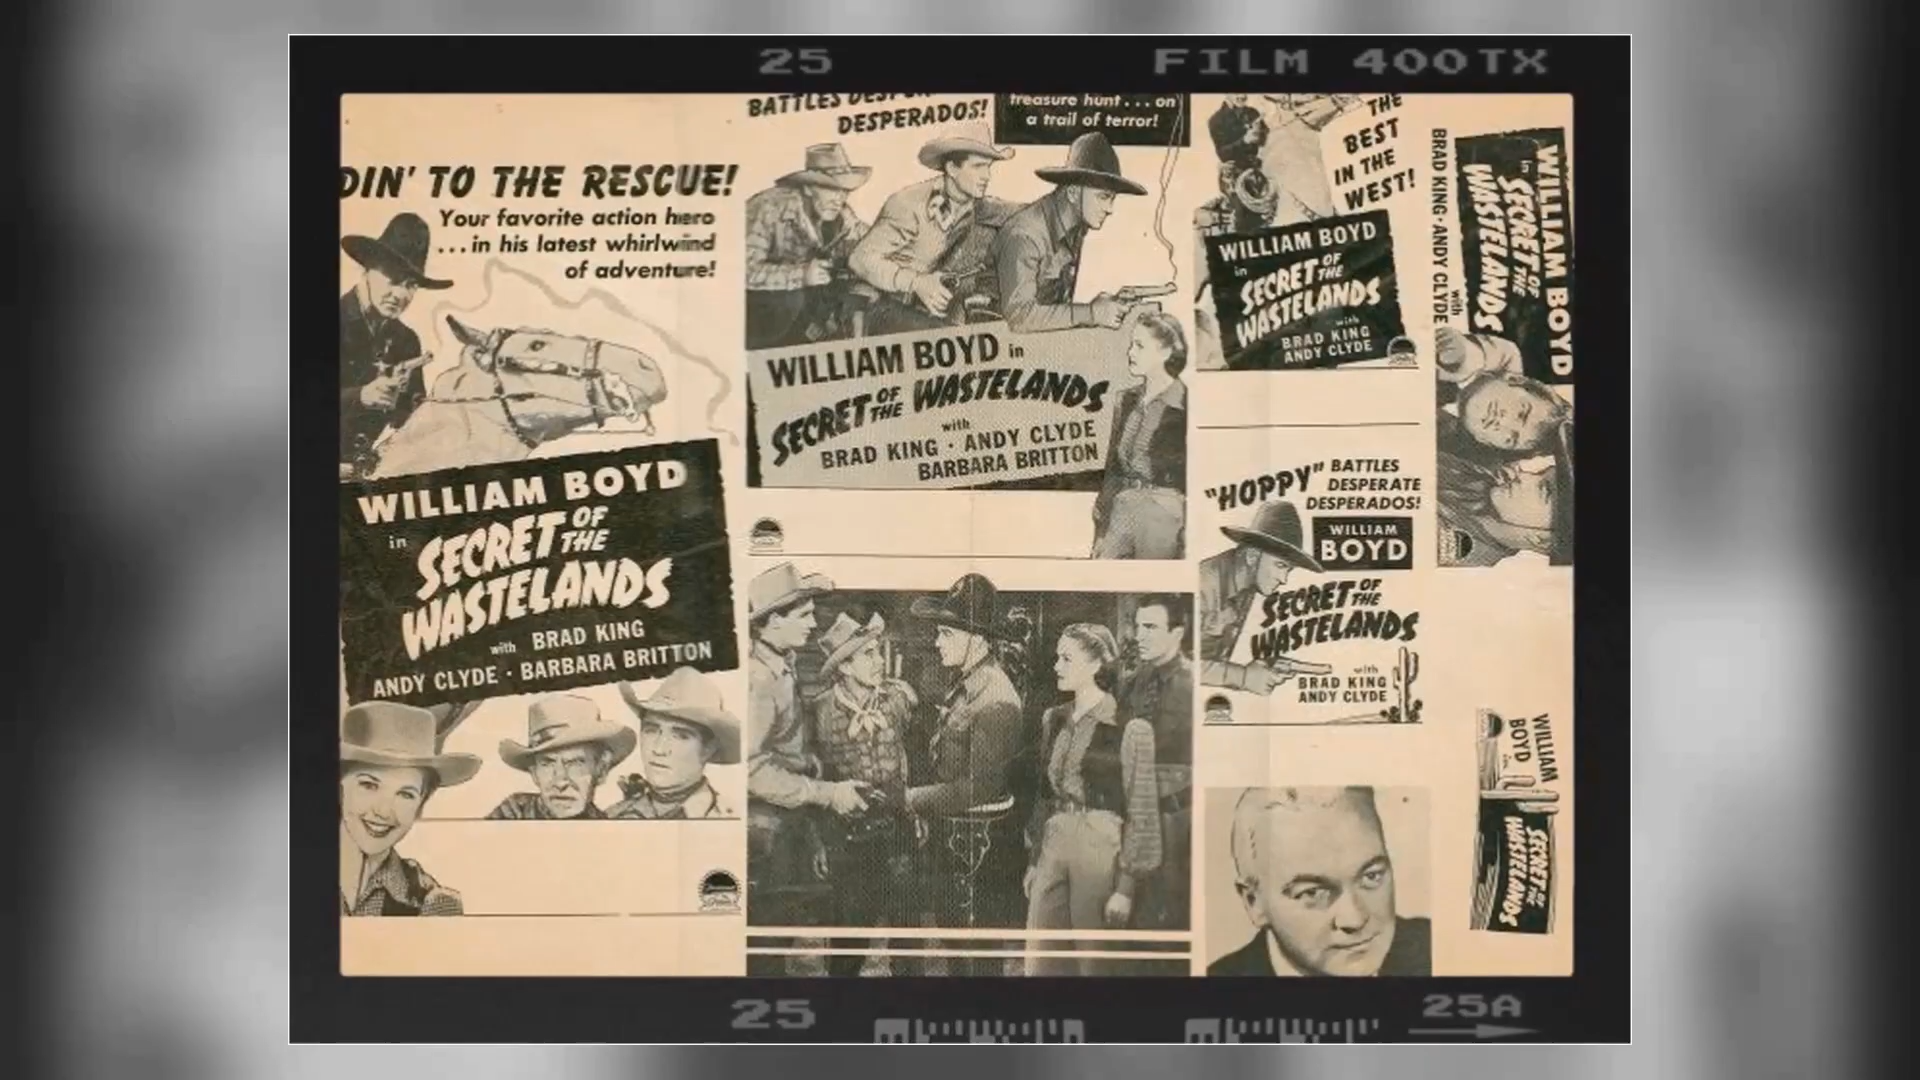 25
FILM 400TX
DIN' TO THE RESCUE!
Your favorite action hero
...in his latest whirlwind
of adventure!
WILLIAM BOYD
in SECRET OF THE
WASTELANDS
with BRAD KING
ANDY CLYDE · BARBARA BRITTON
BATTLES
DESPERADOS!
treasure hunt...on
a trail of terror!
WILLIAM BOYD in
SECRET OF THE WASTELANDS
with
BRAD KING · ANDY CLYDE
BARBARA BRITTON
THE
BEST
IN THE
WEST!
WILLIAM BOYD
in SECRET OF THE
WASTELANDS
with
BRAD KING
ANDY CLYDE
"HOPPY" BATTLES
DESPERATE
DESPERADOS!
WILLIAM
BOYD
SECRET OF THE
WASTELANDS
with
BRAD KING
ANDY CLYDE
WILLIAM BOYD
in SECRET OF THE
WASTELANDS
with
BRAD KING · ANDY CLYDE
WILLIAM
BOYD
in
SECRET OF THE
WASTELANDS
25
25A